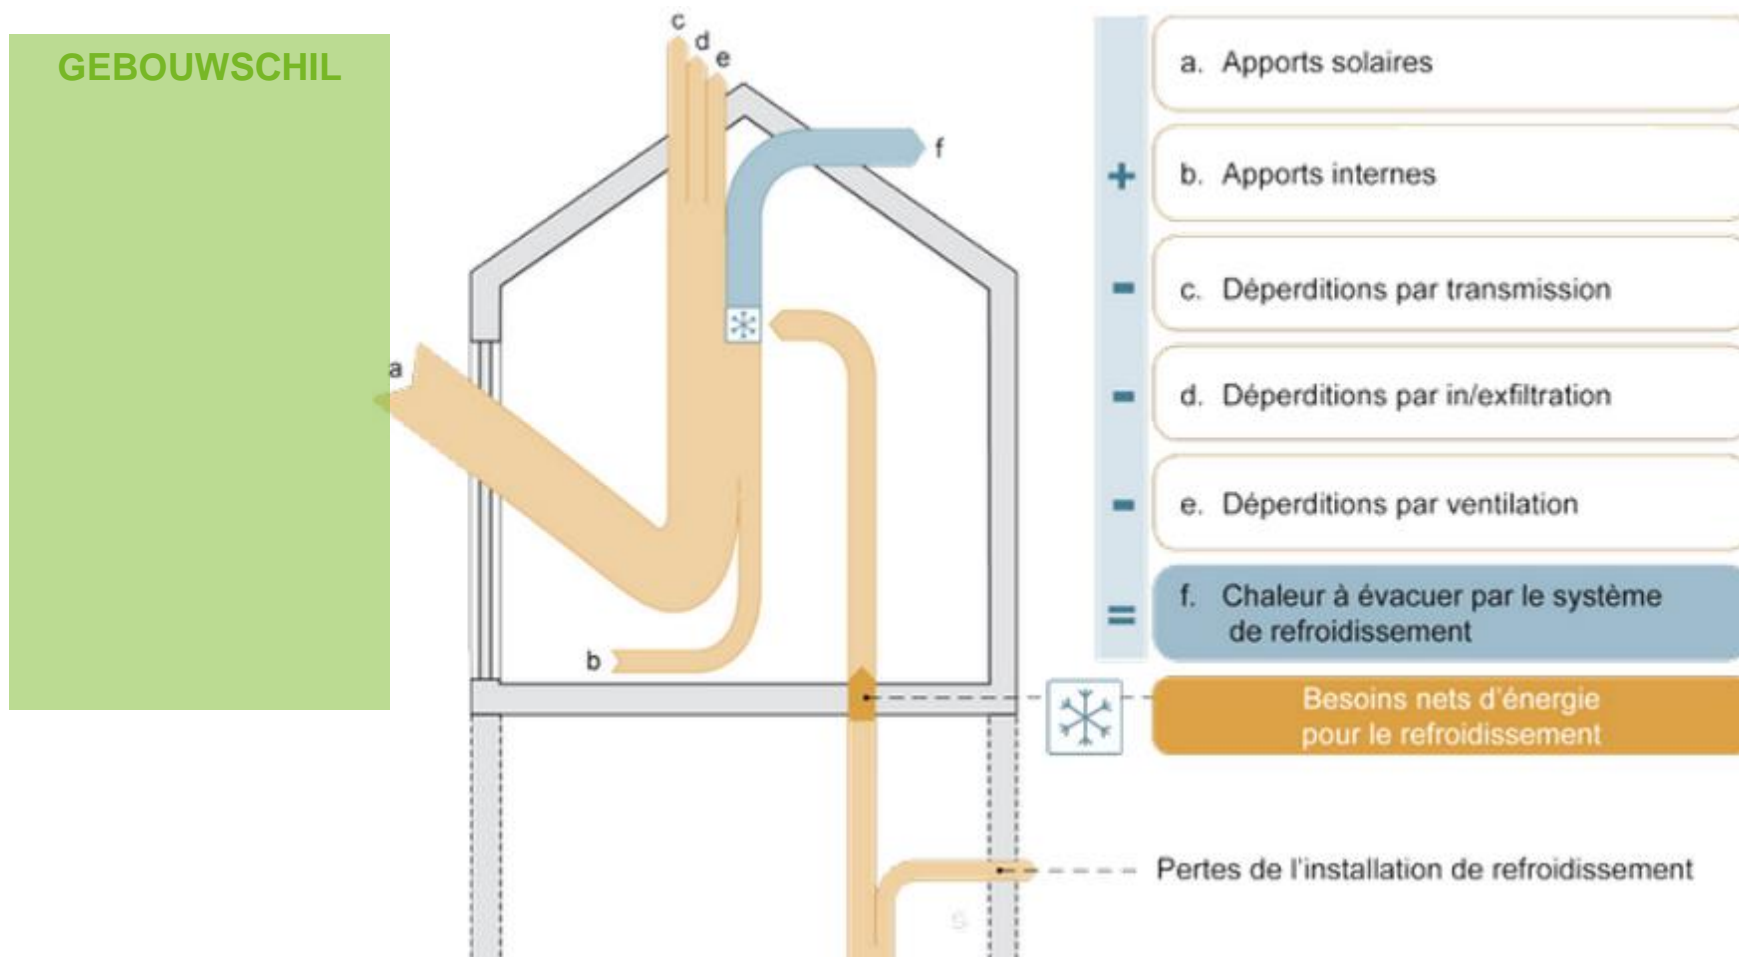 GEBOUWSCHIL
c
d
e
f
a
b
a. Apports solaires
+
b. Apports internes
-
c. Déperditions par transmission
-
d. Déperditions par in/exfiltration
-
e. Déperditions par ventilation
=
f. Chaleur à évacuer par le système
de refroidissement
Besoins nets d'énergie
pour le refroidissement
Pertes de l'installation de refroidissement